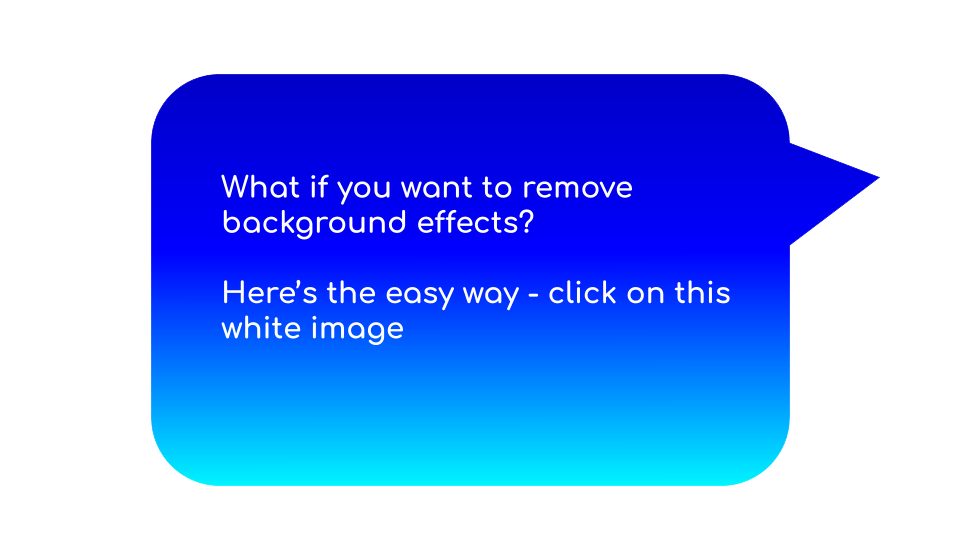 What if you want to remove
background effects?
Here’s the easy way - click on this
white image